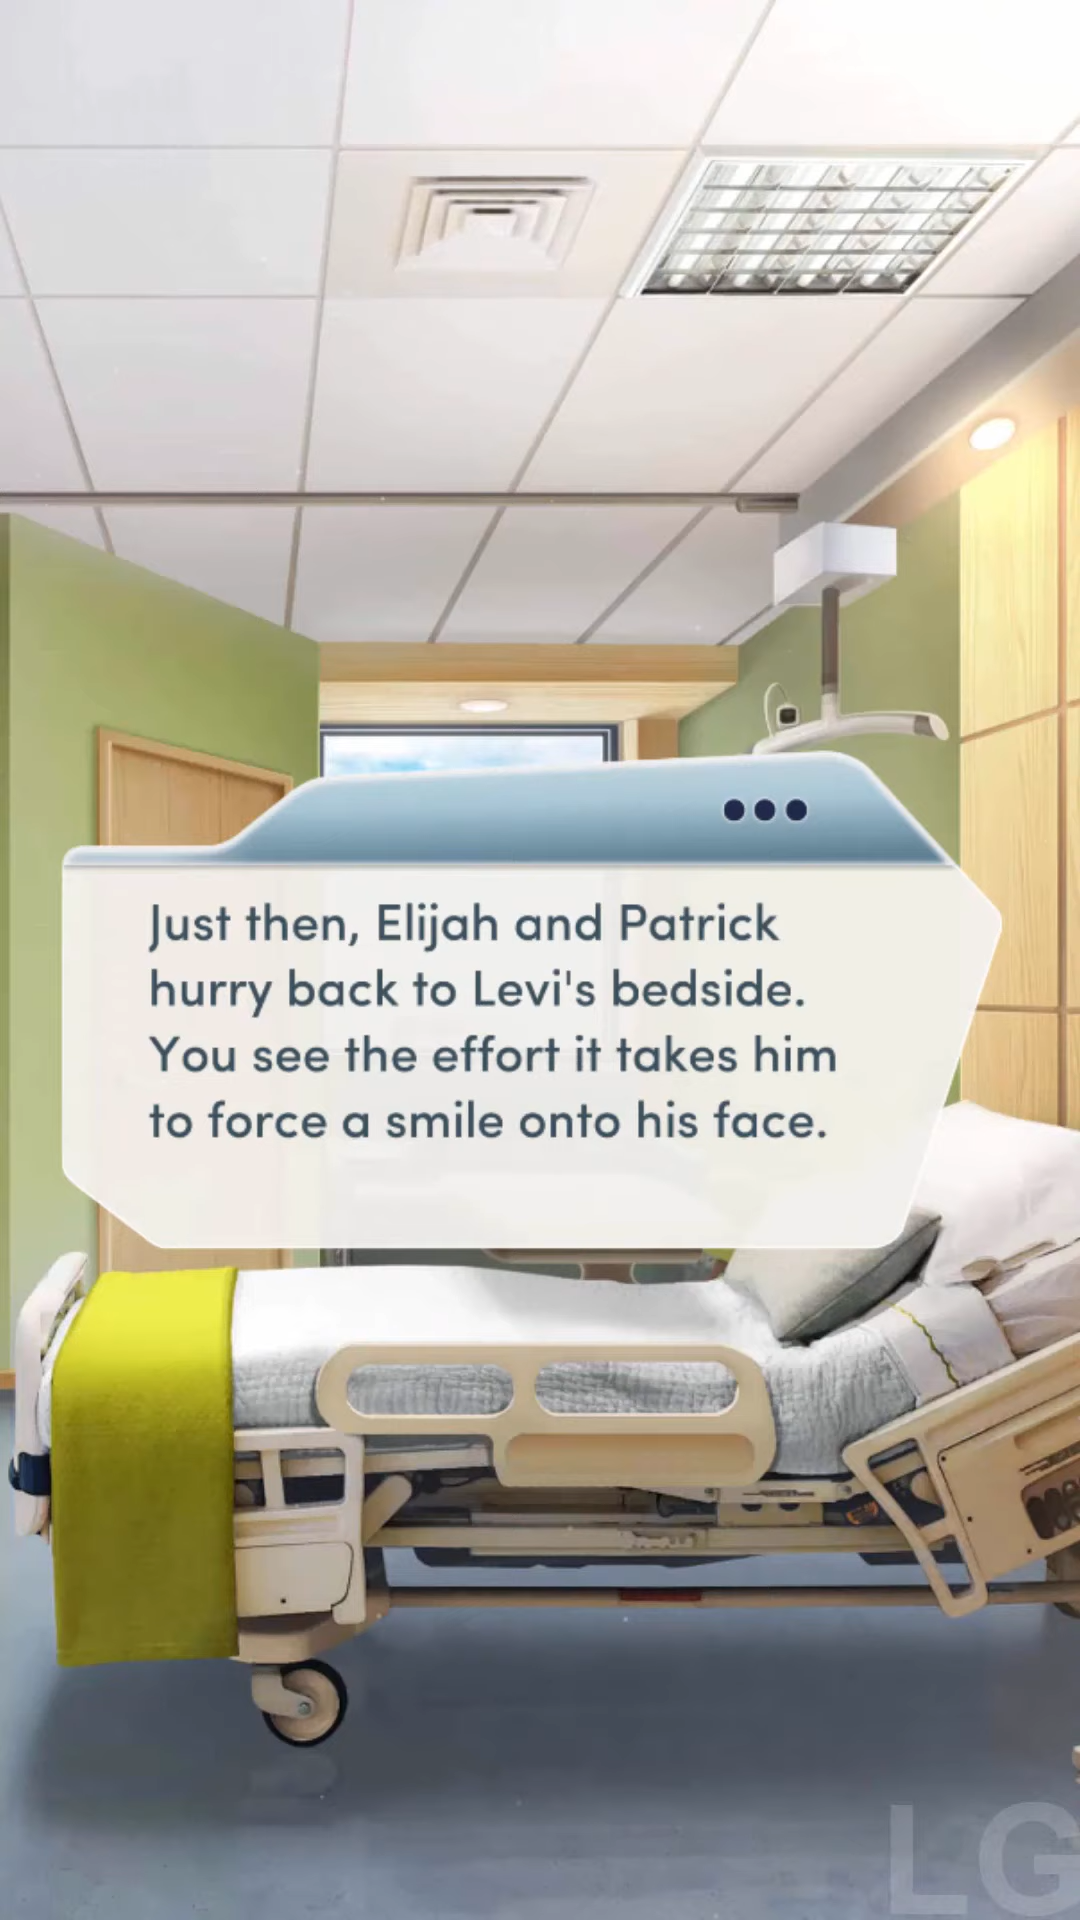 Just then, Elijah and Patrick
hurry back to Levi's bedside.
You see the effort it takes him
to force a smile onto his face.
LG